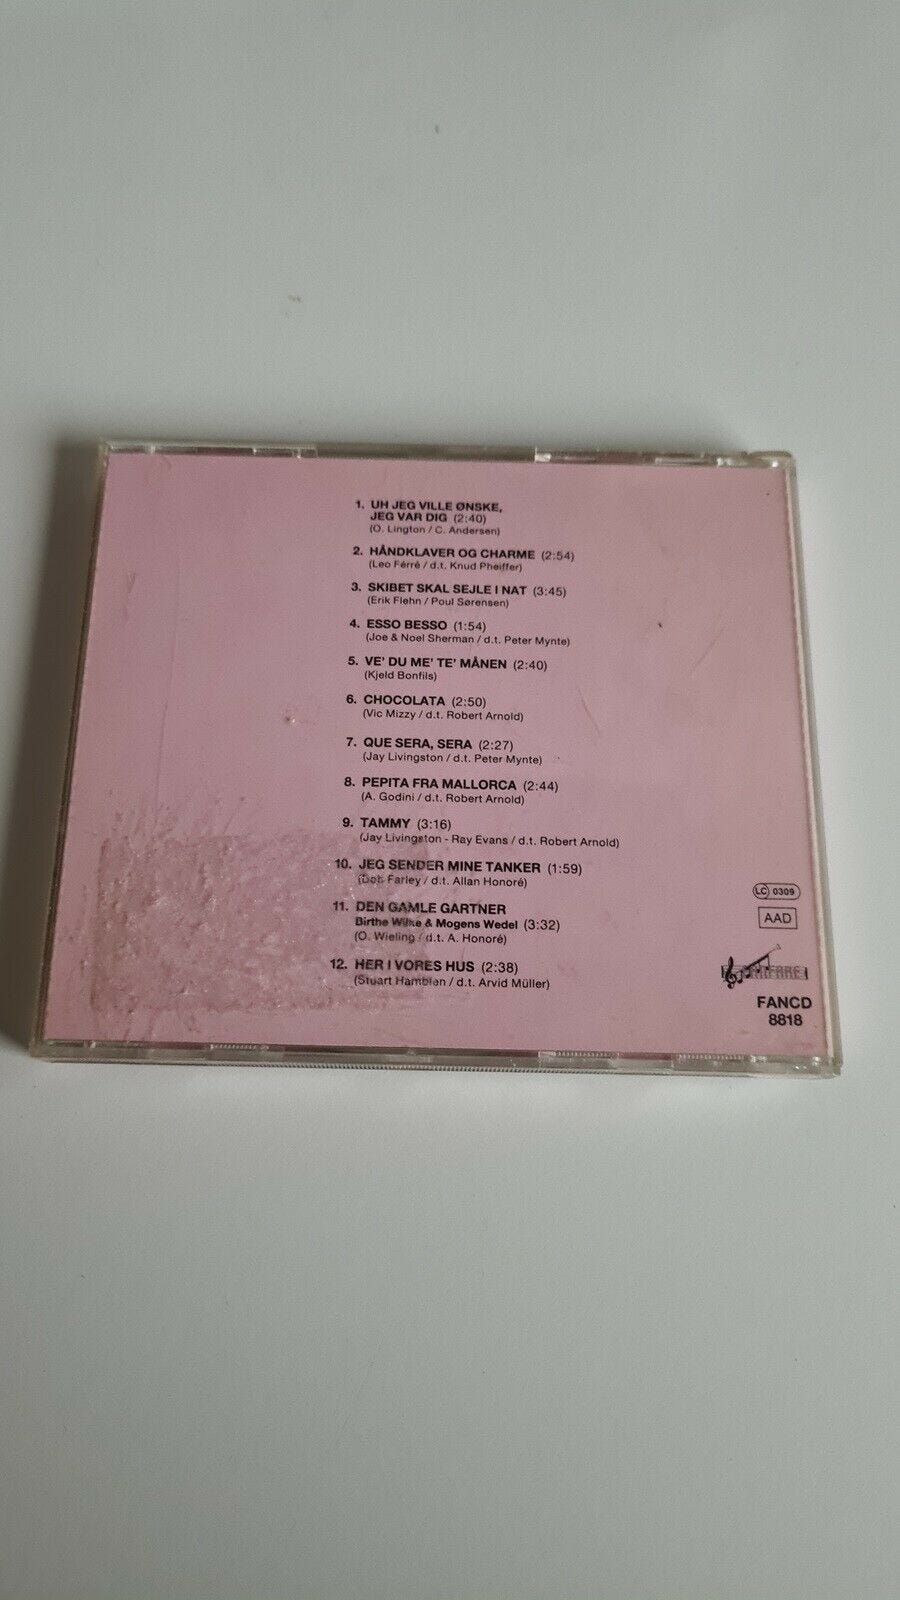 1. UH JEG VILLE ØNSKE,
JEG VAR DIG (2:40)
(O. Lington / C. Andersen)
2. HÅNDKLAVER OG CHARME (2:54)
(Leo Férré / d.t. Knud Pheiffer)
3. SKIBET SKAL SEJLE I NAT (3:45)
(Erik Fiehn / Poul Sørensen)
4. ESSO BESSO (1:54)
(Joe & Noel Sherman / d.t. Peter Mynte)
5. VE' DU ME' TE' MÅNEN (2:40)
(Kjeld Bonfils)
6. CHOCOLATA (2:50)
(Vic Mizzy / d.t. Robert Arnold)
7. QUE SERA, SERA (2:27)
(Jay Livingston / d.t. Peter Mynte)
8. PEPITA FRA MALLORCA (2:44)
(A. Godini / d.t. Robert Arnold)
9. TAMMY (3:16)
(Jay Livingston - Ray Evans / d.t. Robert Arnold)
10. JEG SENDER MINE TANKER (1:59)
(Bob Farley / d.t. Allan Honoré)
11. DEN GAMLE GARTNER
Birthe Wilke & Mogens Wedel (3:32)
(O. Wieling / d.t. A. Honoré)
12. HER I VORES HUS (2:38)
(Stuart Hamblen / d.t. Arvid Müller)
LC 0309
AAD
FANCD
8818